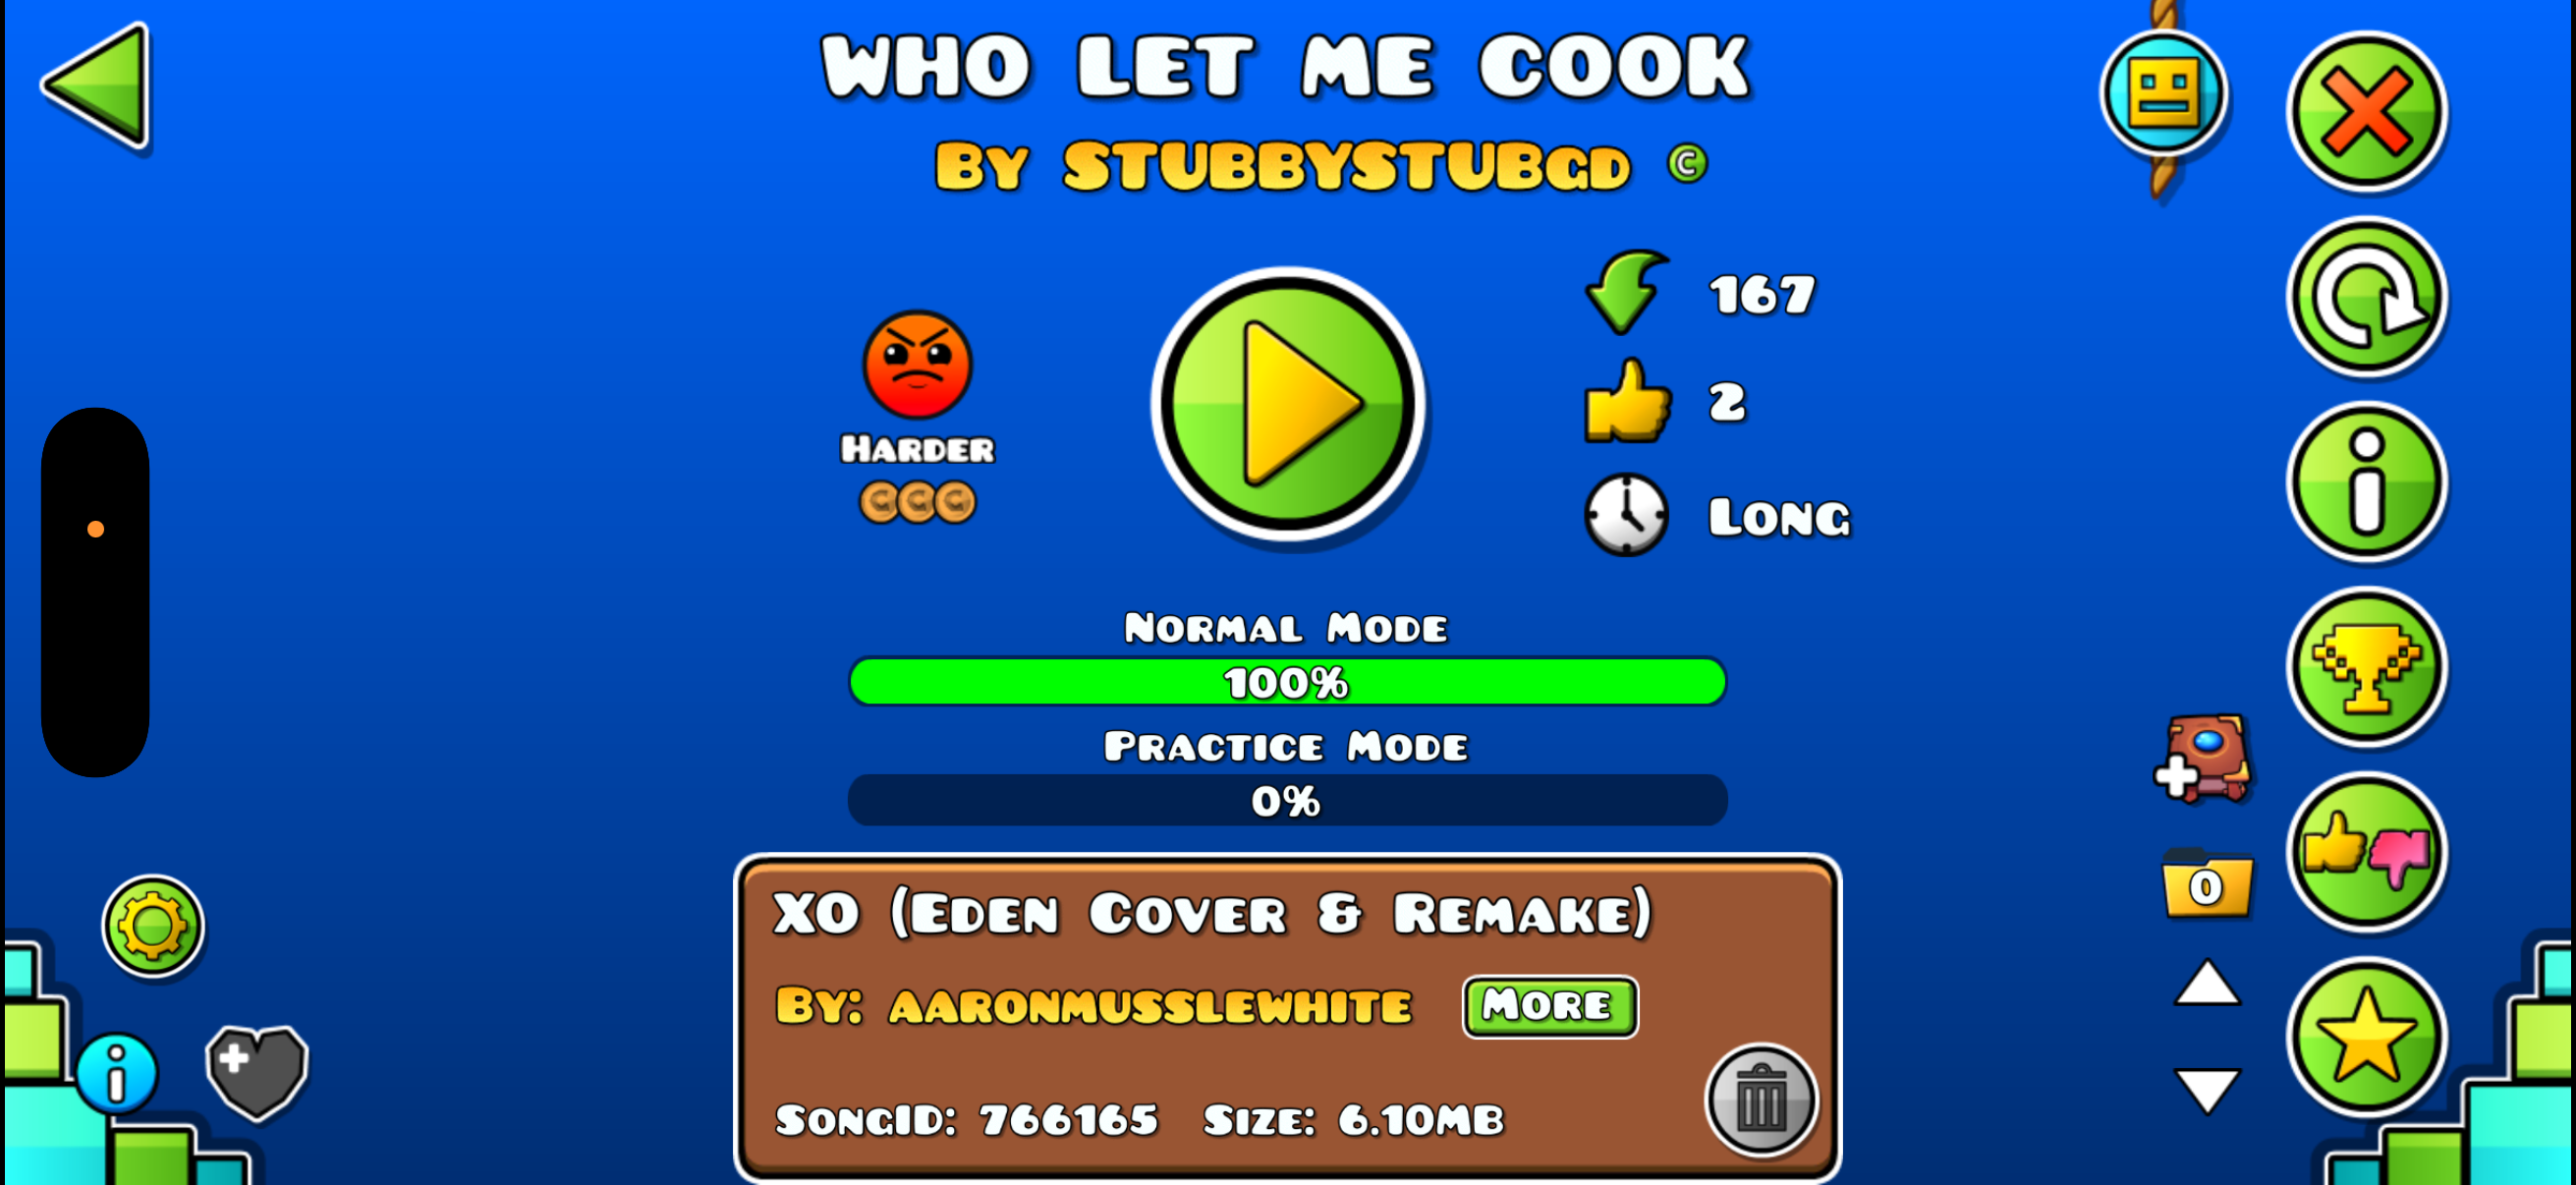 WHO LET ME COOK
BY STUBBYSTUBGD C
167
HARDER
2
LONG
NORMAL MODE
100%
PRACTICE MODE
0%
XO (EDEN COVER & REMAKE)
BY: AARONMUSSLEWHITE MORE
SONGID: 766165 SIZE: 6.10MB
0